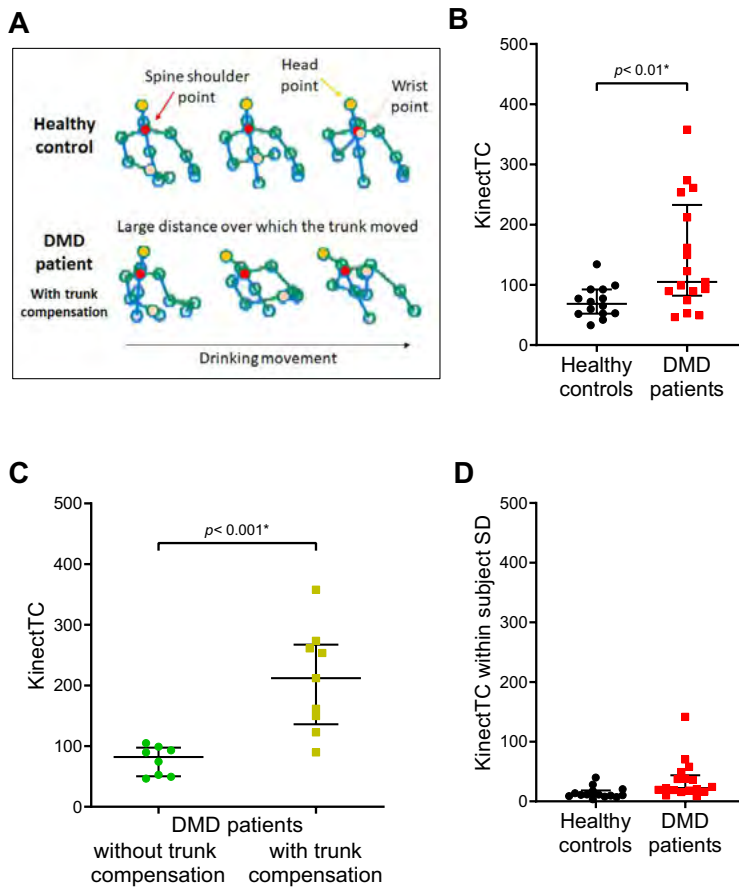 A
Spine shoulder
point
Head
point
Wrist
point
Healthy
control
Large distance over which the trunk moved
DMD
patient
With trunk
compensation
Drinking movement
B
KinectTC
500
400
300
200
100
0
p< 0.01*
Healthy
controls
DMD
patients
C
KinectTC
500
400
300
200
100
0
p< 0.001*
DMD patients
without trunk
compensation
with trunk
compensation
D
KinectTC within subject SD
500
400
300
200
100
0
Healthy
controls
DMD
patients